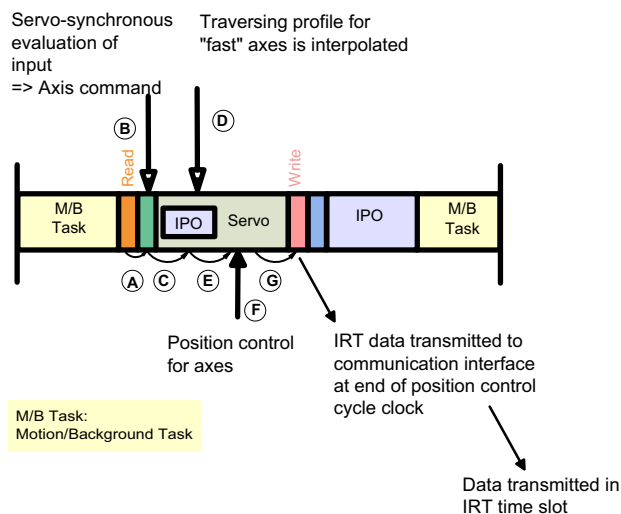 Servo-synchronous
evaluation of
input
=> Axis command
Traversing profile for
"fast" axes is interpolated
B
D
Read
Write
M/B
Task
IPO
Servo
IPO
M/B
Task
A
C
E
G
F
Position control
for axes
IRT data transmitted to
communication interface
at end of position control
cycle clock
M/B Task:
Motion/Background Task
Data transmitted in
IRT time slot